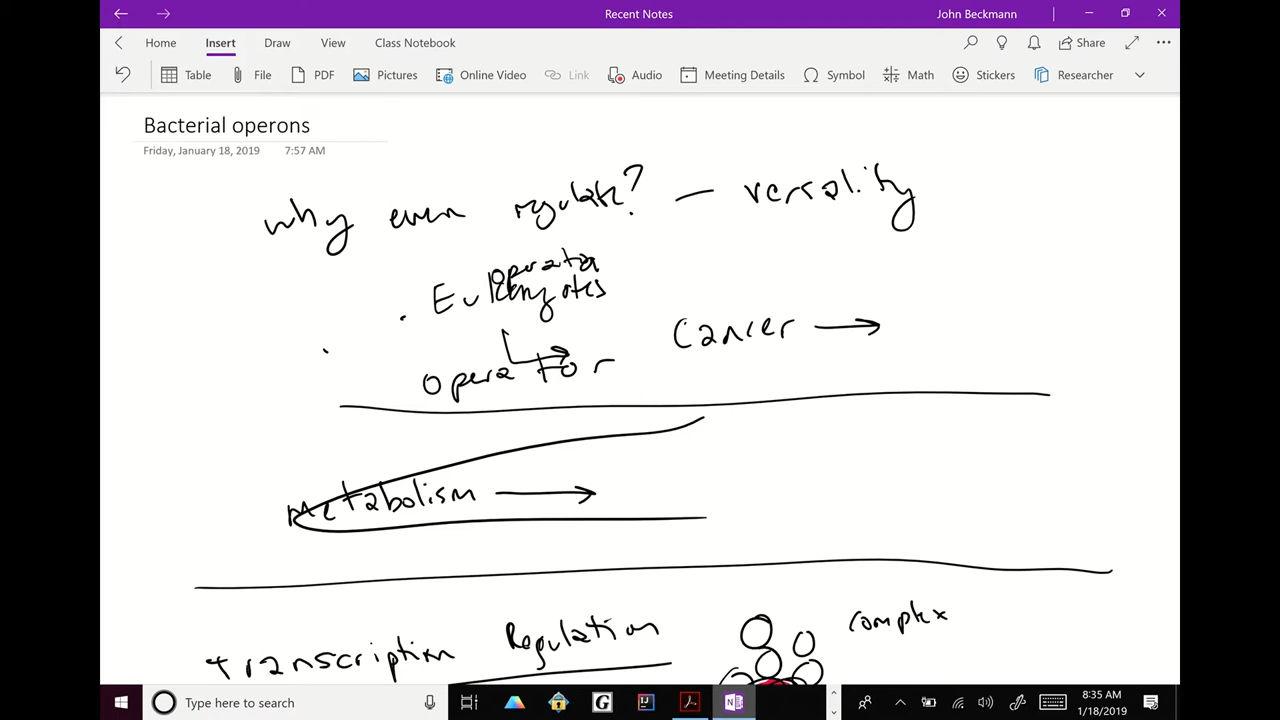 Recent Notes
John Beckmann
Home Insert Draw View Class Notebook
Share
Table File PDF Pictures Online Video Link Audio Meeting Details Symbol Math Stickers Researcher
Bacterial operons
Friday, January 18, 2019 7:57 AM
why even regulate? — versality
operator
Eukaryotes
Cancer →
operator
Metabolism →
Transcription Regulation
complex
Type here to search
8:35 AM
1/18/2019